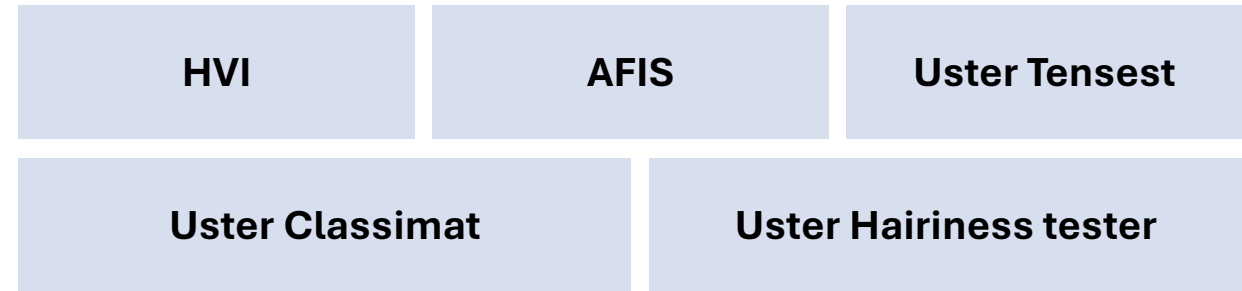 HVI
AFIS
Uster Tensest
Uster Classimat
Uster Hairiness tester